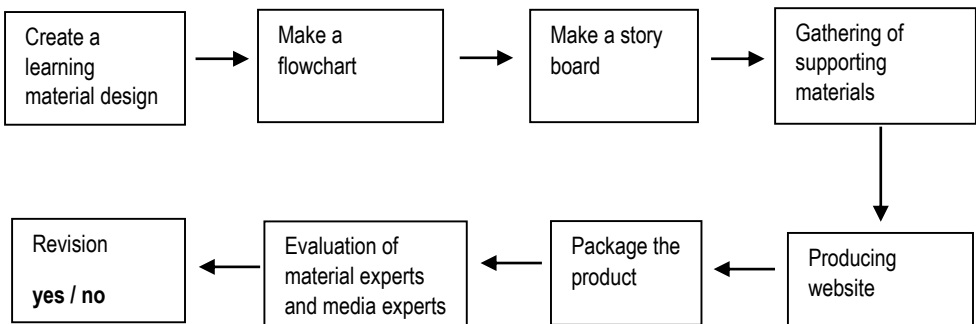 Create a
learning
material design
Make a
flowchart
Make a story
board
Gathering of
supporting
materials
Producing
website
Package the
product
Evaluation of
material experts
and media experts
Revision
yes / no